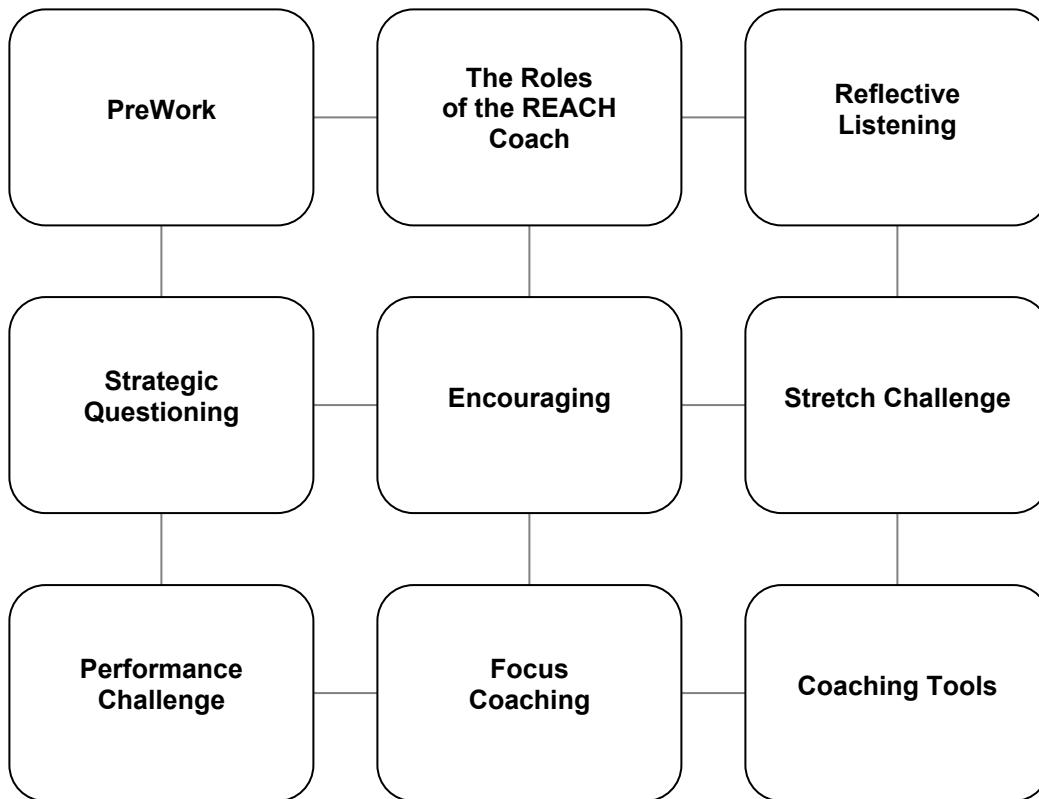 PreWork
The Roles
of the REACH
Coach
Reflective
Listening
Strategic
Questioning
Encouraging
Stretch Challenge
Performance
Challenge
Focus
Coaching
Coaching Tools